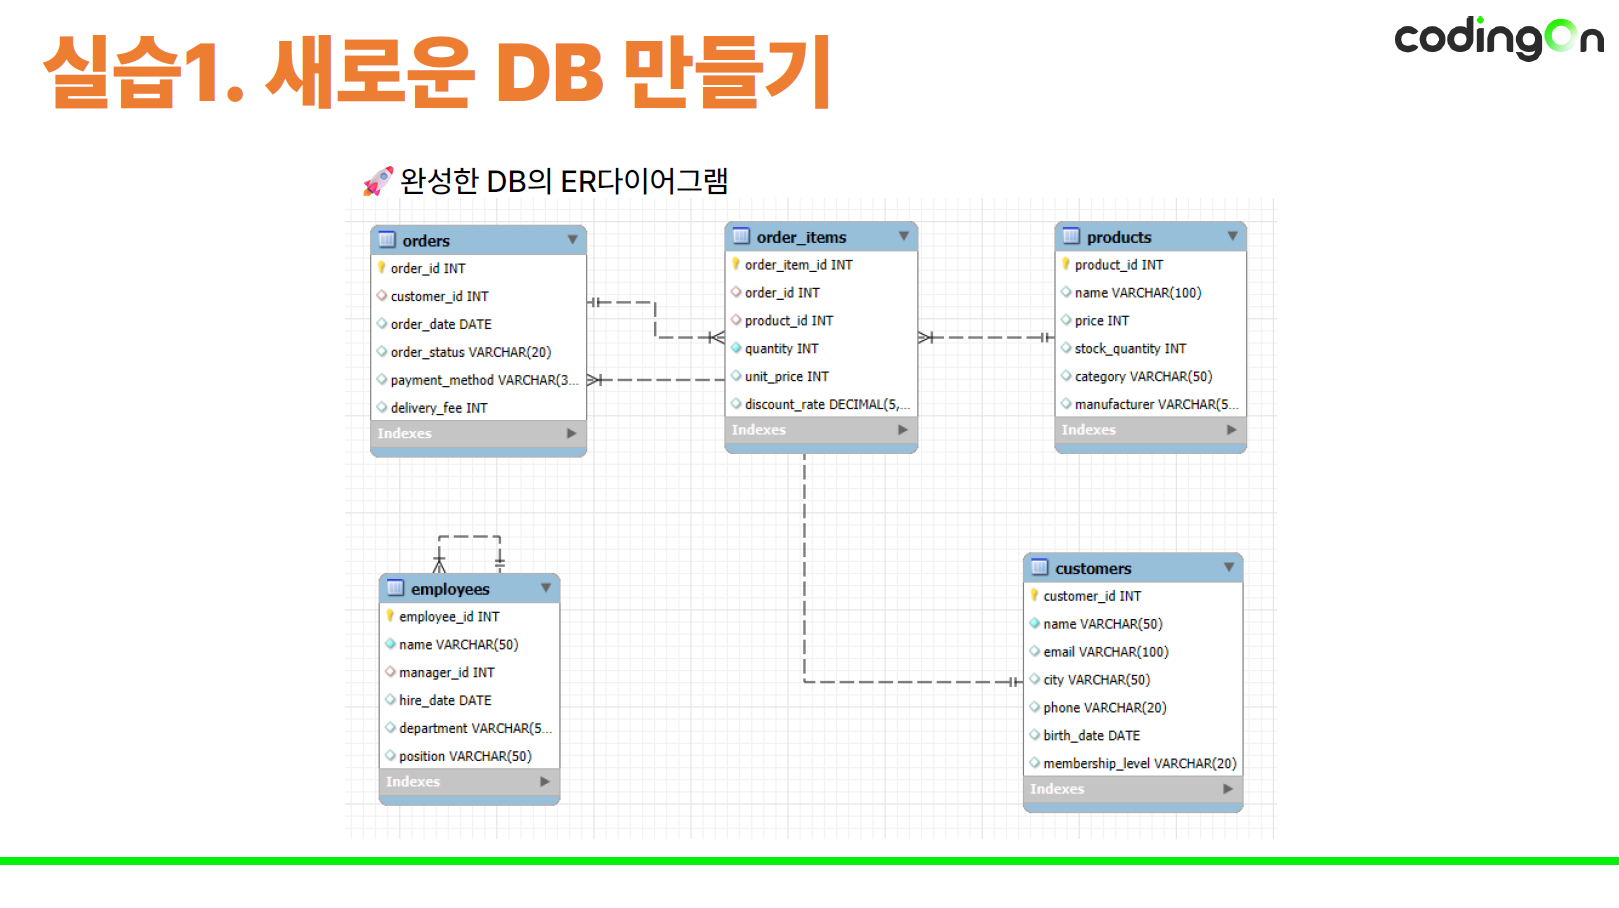 실습1. 새로운 DB 만들기
codingOn
🚀 완성한 DB의 ER다이어그램
orders
order_id INT
customer_id INT
order_date DATE
order_status VARCHAR(20)
payment_method VARCHAR(3...
delivery_fee INT
Indexes
order_items
order_item_id INT
order_id INT
product_id INT
quantity INT
unit_price INT
discount_rate DECIMAL(5,...
Indexes
products
product_id INT
name VARCHAR(100)
price INT
stock_quantity INT
category VARCHAR(50)
manufacturer VARCHAR(5...
Indexes
employees
employee_id INT
name VARCHAR(50)
manager_id INT
hire_date DATE
department VARCHAR(5...
position VARCHAR(50)
Indexes
customers
customer_id INT
name VARCHAR(50)
email VARCHAR(100)
city VARCHAR(50)
phone VARCHAR(20)
birth_date DATE
membership_level VARCHAR(20)
Indexes